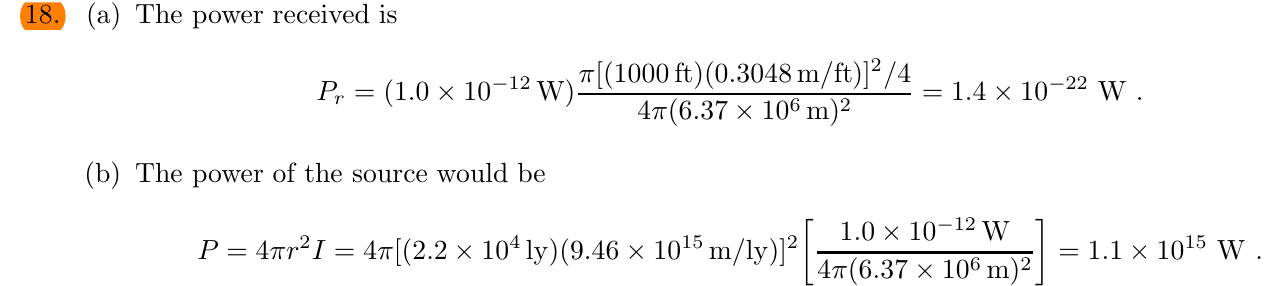 18. (a) The power received is
P_r = (1.0 × 10^{−12} W) \frac{π[(1000 ft)(0.3048 m/ft)]^2/4}{4π(6.37 × 10^6 m)^2} = 1.4 × 10^{−22} W .
(b) The power of the source would be
P = 4πr^2I = 4π[(2.2 × 10^4 ly)(9.46 × 10^{15} m/ly)]^2 [\frac{1.0 × 10^{−12} W}{4π(6.37 × 10^6 m)^2}] = 1.1 × 10^{15} W .